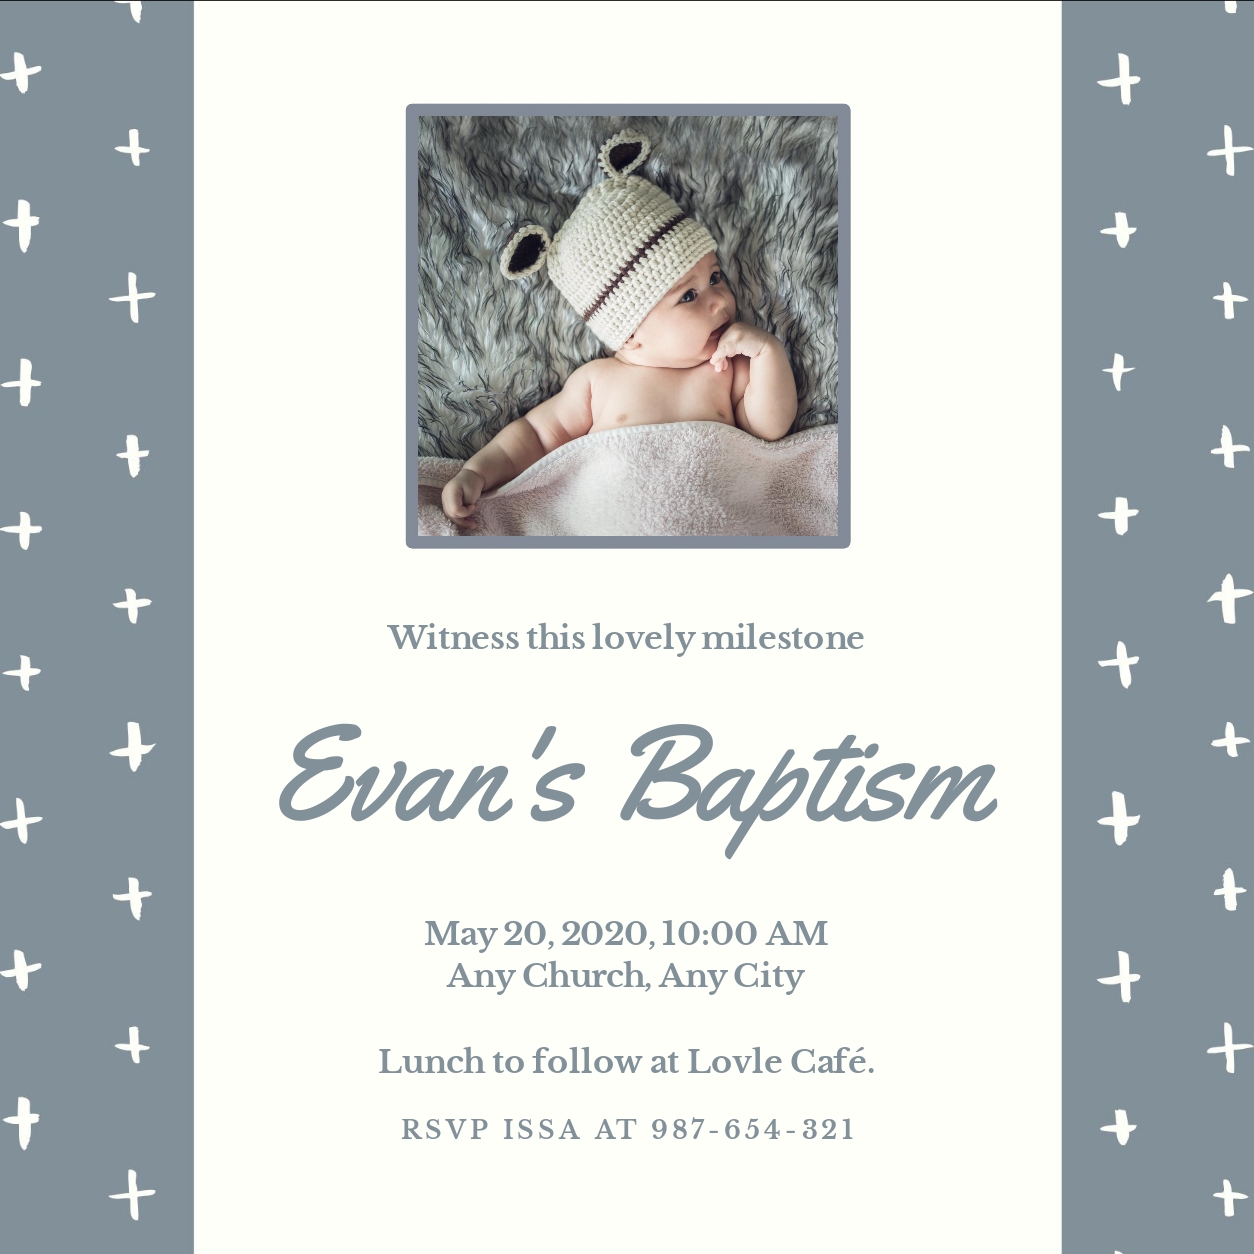 Witness this lovely milestone
Evan's Baptism
May 20, 2020, 10:00 AM
Any Church, Any City
Lunch to follow at Lovle Café.
RSVP ISSA AT 987-654-321